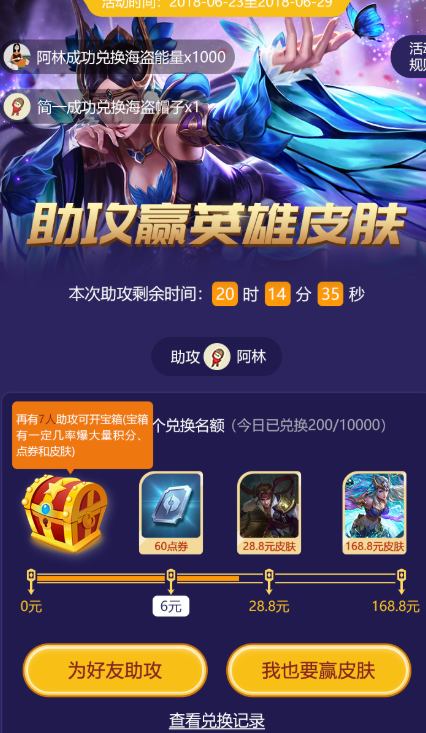 活动时间：2018-06-23至2018-06-29
阿林成功兑换海盗能量x1000
活动
规则
简一成功兑换海盗帽子x1
助攻赢英雄皮肤
本次助攻剩余时间： 20 时 14 分 35 秒
助攻 阿林
再有7人助攻可开宝箱(宝箱
有一定几率爆大量积分、
点券和皮肤)
个兑换名额（今日已兑换200/10000）
60点券 28.8元皮肤 168.8元皮肤
0元 6元 28.8元 168.8元
为好友助攻 我也要赢皮肤
查看兑换记录